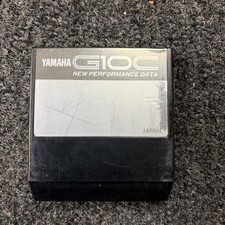 YAMAHA G10C
NEW PERFORMANCE DATA
JAPAN